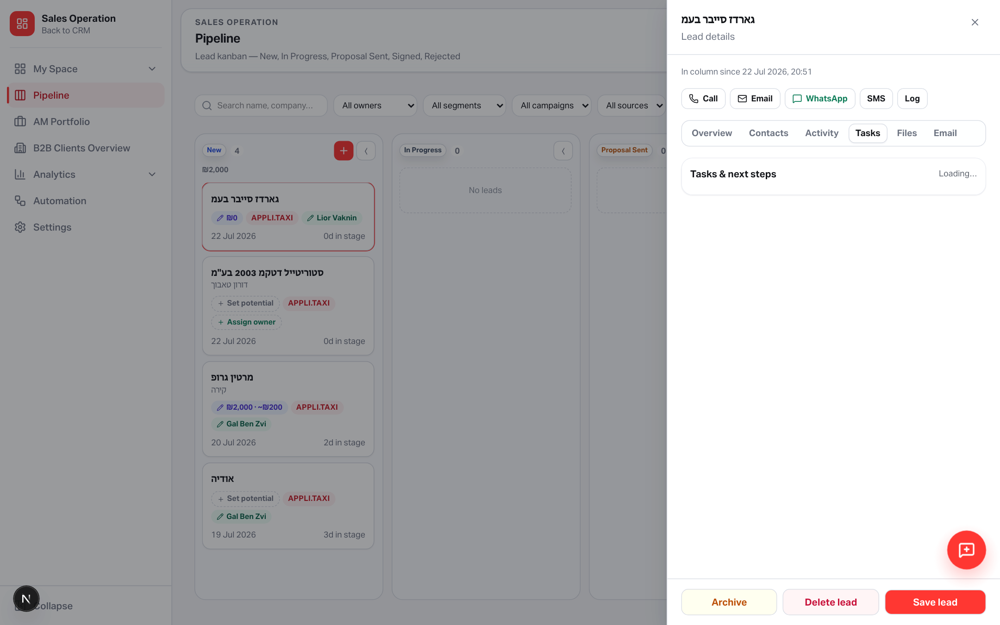 Sales Operation
Back to CRM
My Space
Pipeline
AM Portfolio
B2B Clients Overview
Analytics
Automation
Settings
N
Collapse
SALES OPERATION
Pipeline
Lead kanban — New, In Progress, Proposal Sent, Signed, Rejected
Search name, company...
All owners
All segments
All campaigns
All sources
New 4
₪2,000
גארדז סייבר בעמ
₪0 APPLI.TAXI Lior Vaknin
22 Jul 2026 0d in stage
סטוריטייל דטקמ 2003 בע"מ
דורון טאבוך
+ Set potential APPLI.TAXI
+ Assign owner
22 Jul 2026 0d in stage
מרטין גרופ
קירה
₪2,000 · ~₪200 APPLI.TAXI
Gal Ben Zvi
20 Jul 2026 2d in stage
אודיה
+ Set potential APPLI.TAXI
Gal Ben Zvi
19 Jul 2026 3d in stage
In Progress 0
No leads
Proposal Sent 0
גארדז סייבר בעמ
Lead details
In column since 22 Jul 2026, 20:51
Call Email WhatsApp SMS Log
Overview Contacts Activity Tasks Files Email
Tasks & next steps Loading...
Archive Delete lead Save lead